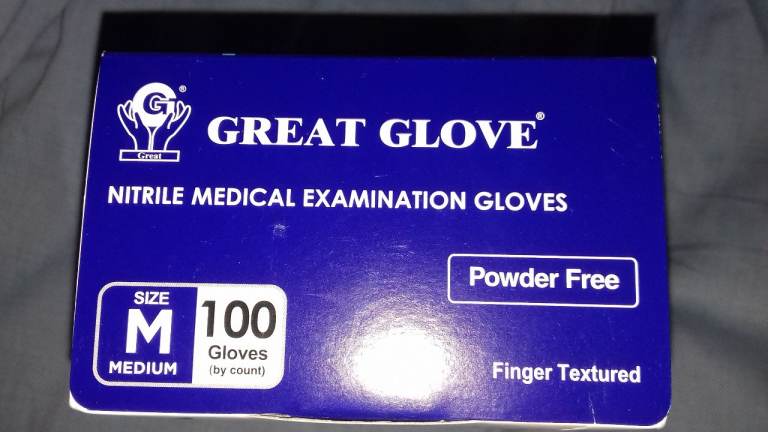 G®
Great
GREAT GLOVE®
NITRILE MEDICAL EXAMINATION GLOVES
Powder Free
SIZE
M
MEDIUM
100
Gloves
(by count)
Finger Textured